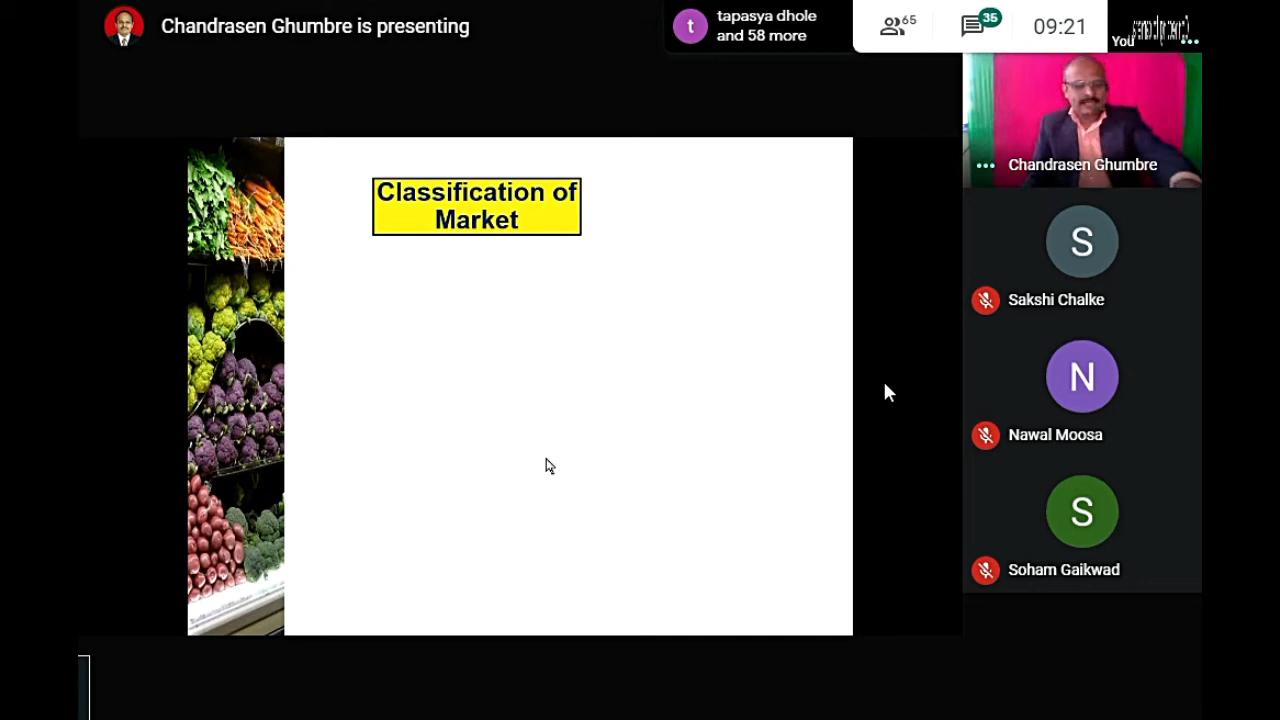 Chandrasen Ghumbre is presenting
t
tapasya dhole
and 58 more
65
35
09:21
You
Chandrasen Ghumbre
Classification of
Market
S
Sakshi Chalke
N
Nawal Moosa
S
Soham Gaikwad